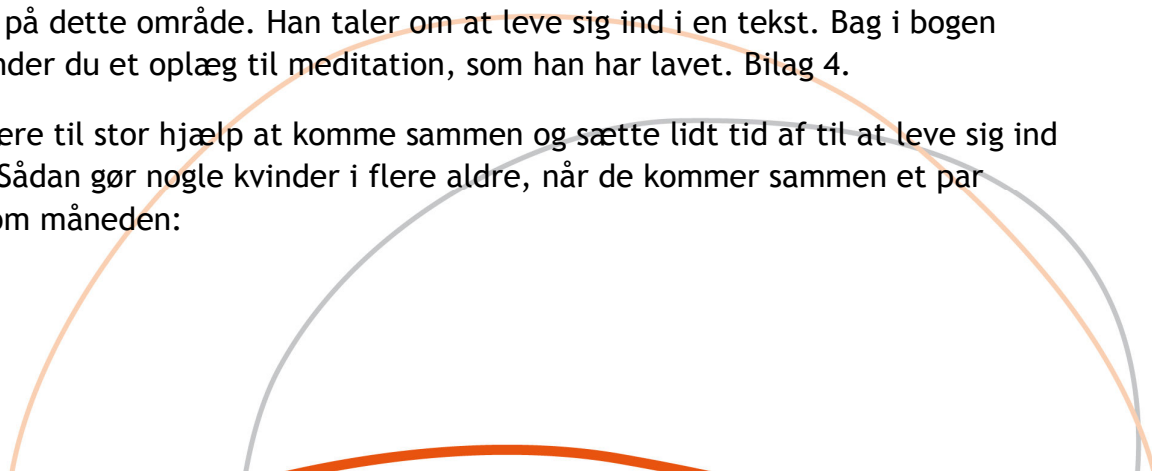 på dette område. Han taler om at leve sig ind i en tekst. Bag i bogen
nder du et oplæg til meditation, som han har lavet. Bilag 4.
ere til stor hjælp at komme sammen og sætte lidt tid af til at leve sig ind
Sådan gør nogle kvinder i flere aldre, når de kommer sammen et par
om måneden: